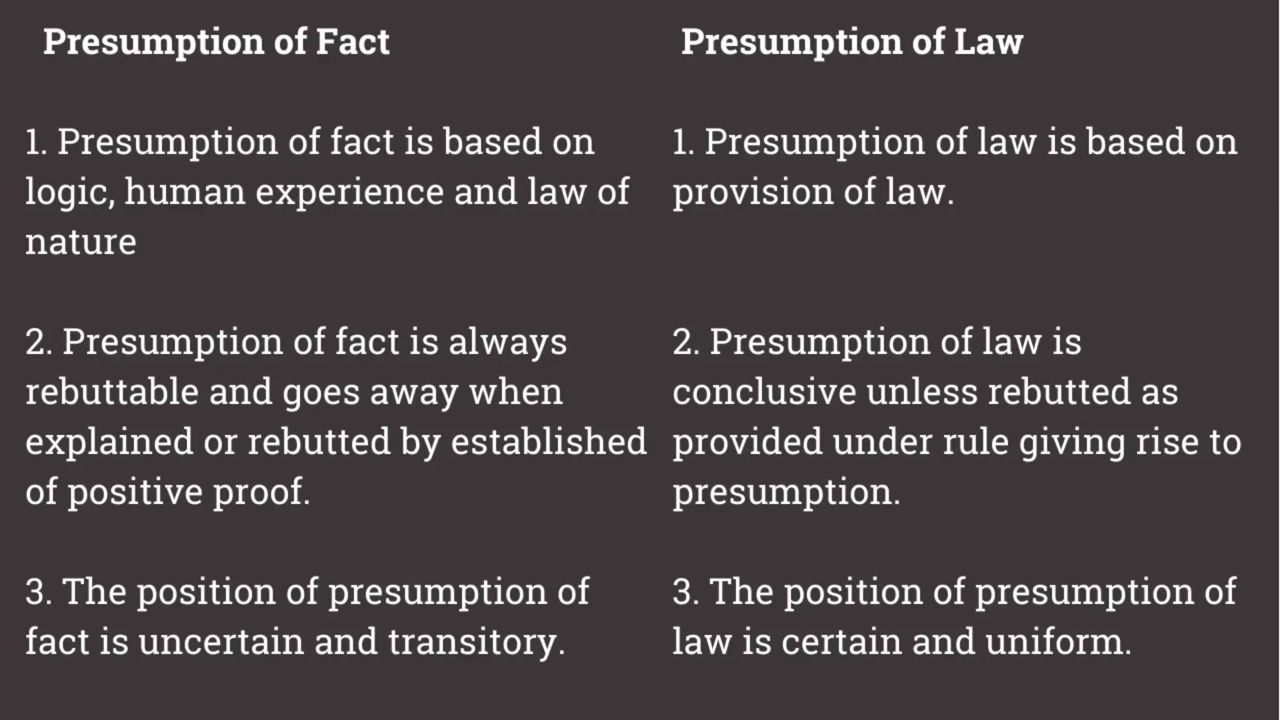 Presumption of Fact
1. Presumption of fact is based on
logic, human experience and law of
nature
2. Presumption of fact is always
rebuttable and goes away when
explained or rebutted by established
of positive proof.
3. The position of presumption of
fact is uncertain and transitory.
Presumption of Law
1. Presumption of law is based on
provision of law.
2. Presumption of law is
conclusive unless rebutted as
provided under rule giving rise to
presumption.
3. The position of presumption of
law is certain and uniform.